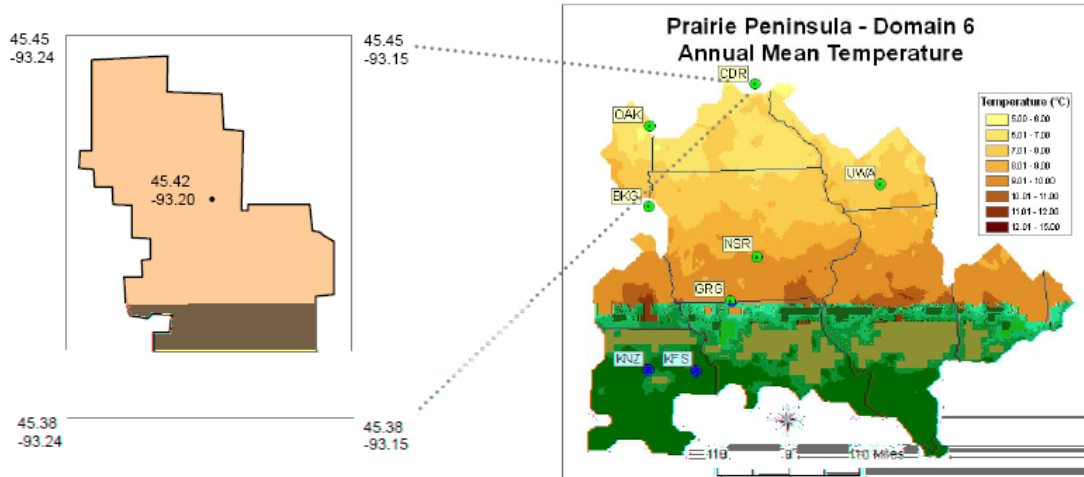 45.45
-93.24
45.45
-93.15
45.42
-93.20
45.38
-93.24
45.38
-93.15
Prairie Peninsula - Domain 6
Annual Mean Temperature
CDR
OAK
UWA
BKG
NSR
GRG
KNZ KFS
Temperature (°C)
5.00 - 6.00
6.01 - 7.00
7.01 - 8.00
8.01 - 9.00
9.01 - 10.00
10.01 - 11.00
11.01 - 12.00
12.01 - 15.00
110 Miles